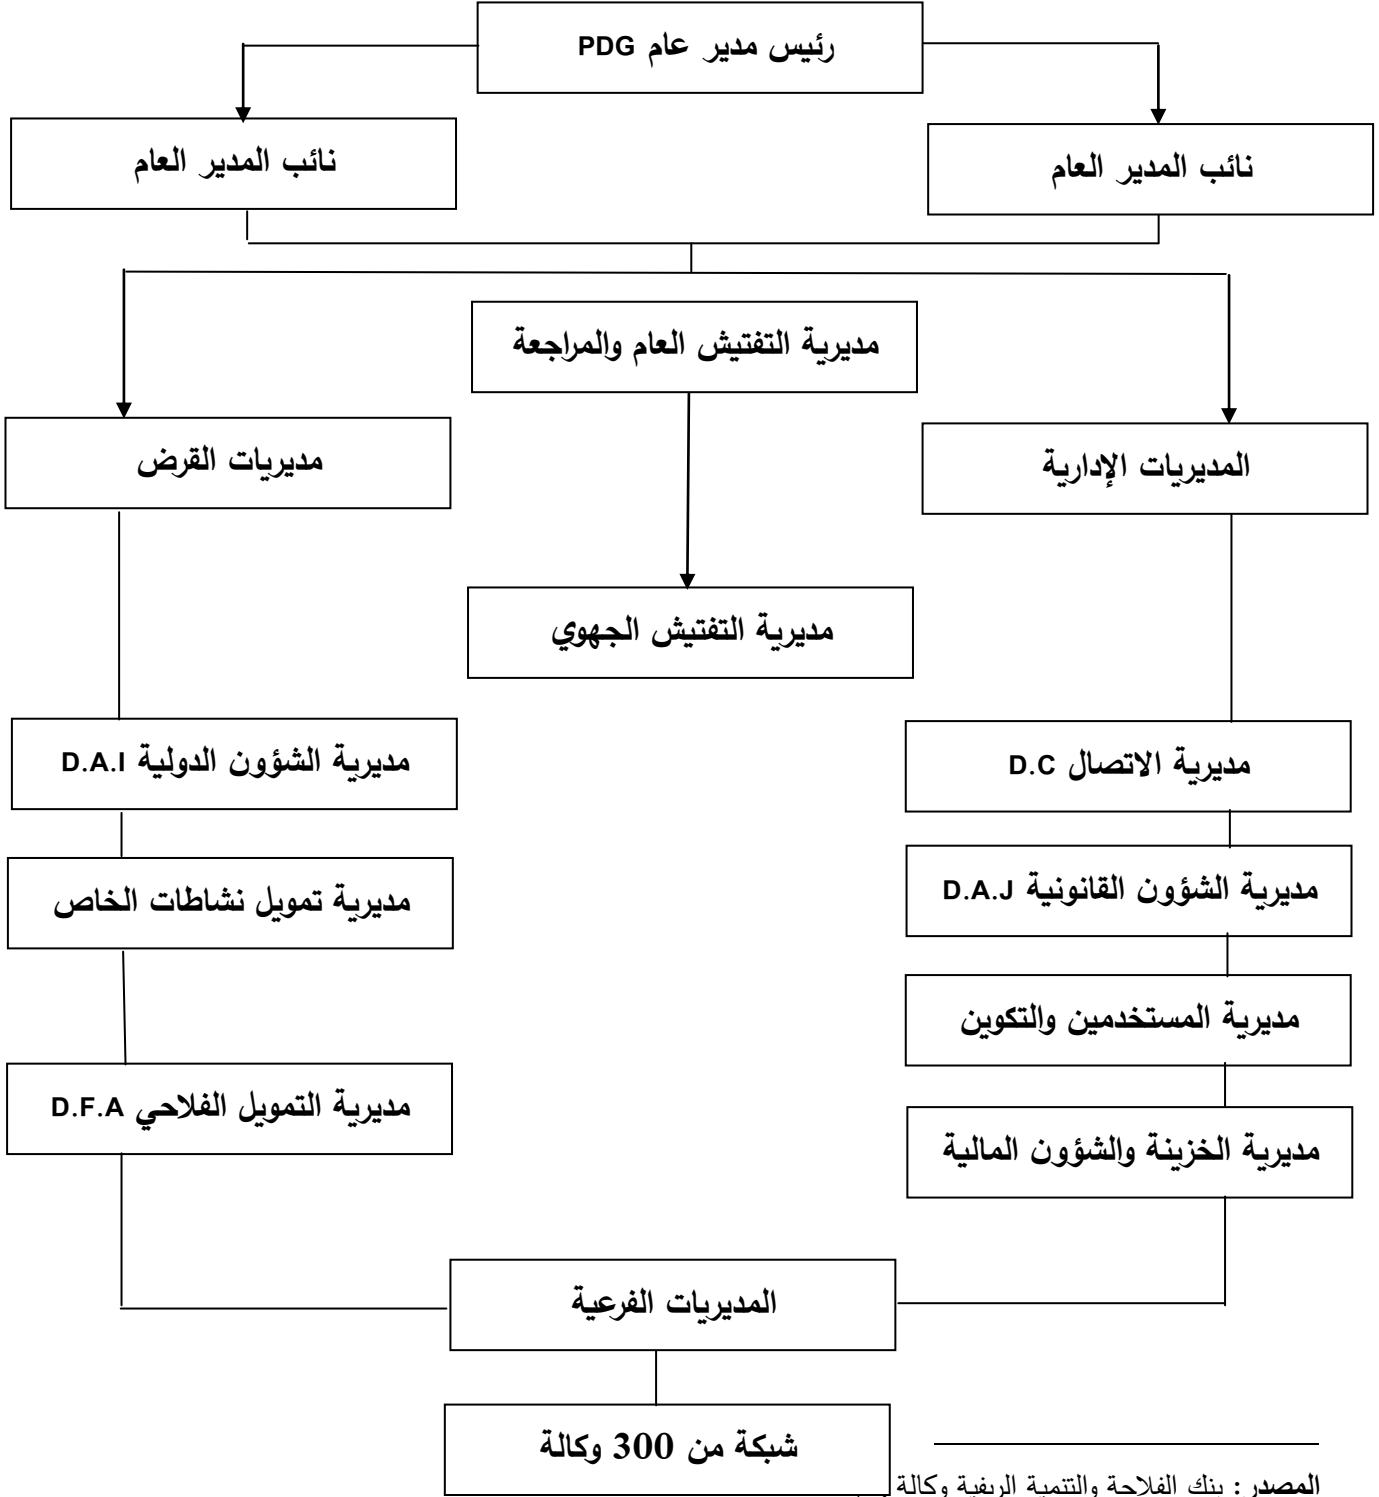 رئيس مدير عام PDG
نائب المدير العام
نائب المدير العام
مديرية التفتيش العام والمراجعة
المديريات الإدارية
مديريات القرض
مديرية التفتيش الجهوي
مديرية الاتصال D.C
مديرية الشؤون الدولية D.A.I
مديرية الشؤون القانونية D.A.J
مديرية تمويل نشاطات الخاص
مديرية المستخدمين والتكوين
مديرية التمويل الفلاحي D.F.A
مديرية الخزينة والشؤون المالية
المديريات الفرعية
شبكة من 300 وكالة
المصدر: بنك الفلاحة والتنمية الريفية وكالة